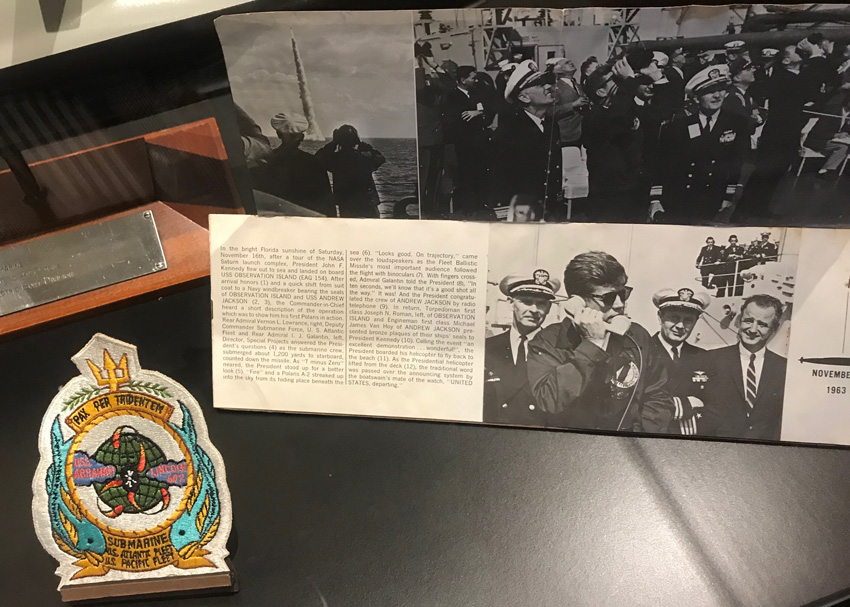 In the bright Florida sunshine of Saturday,
November 16th, after a tour of the NASA
Saturn launch complex, President John F.
Kennedy flew out to sea and landed on board
USS OBSERVATION ISLAND (EAG 154). After
arrival honors (1) and a quick shift from suit
coat to a Navy windbreaker bearing the seals
of OBSERVATION ISLAND and USS ANDREW
JACKSON (2, 3), the Commander-in-Chief
heard a short description of the operation
which was to show him his first Polaris in action.
Rear Admiral Vernon L. Lowrance, right, Deputy
Commander Submarine Force, U. S. Atlantic
Fleet and Rear Admiral I. J. Galantin, left,
Director, Special Projects answered the Presi-
dent's questions (4) as the submarine crew,
submerged about 1,200 yards to starboard,
counted down the missile. As "T minus Zero"
neared, the President stood up for a better
look (5), "Fire" and a Polaris A-2 streaked up
into the sky from its hiding place beneath the
sea (6). "Looks good. On trajectory," came
over the loudspeakers as the Fleet Ballistic
Missile's most important audience followed
the flight with binoculars (7). With fingers cross-
ed, Admiral Galantin told the President (8), "In
ten seconds, we'll know that it's a good shot all
the way." It was! And the President congratu-
lated the crew of ANDREW JACKSON by radio
telephone (9). In return, Torpedoman first
class Joseph N. Roman, left, of OBSERVATION
ISLAND and Engineman first class Michael
James Van Hoy of ANDREW JACKSON pre-
sented bronze plaques of their ships' seals to
President Kennedy (10). Calling the event "an
excellent demonstration ... wonderful!", the
President boarded his helicopter to fly back to
the beach (11). As the Presidential helicopter
lifted from the deck (12), the traditional word
was passed over the announcing system by
the boatswain's mate of the watch, "UNITED
STATES, departing."
NOVEMBE
1963
PAX PER TRIDENTEM
USS
ABRAHAM
LINCOLN
602
SUBMARINE
U.S. ATLANTIC FLEET
U.S. PACIFIC FLEET